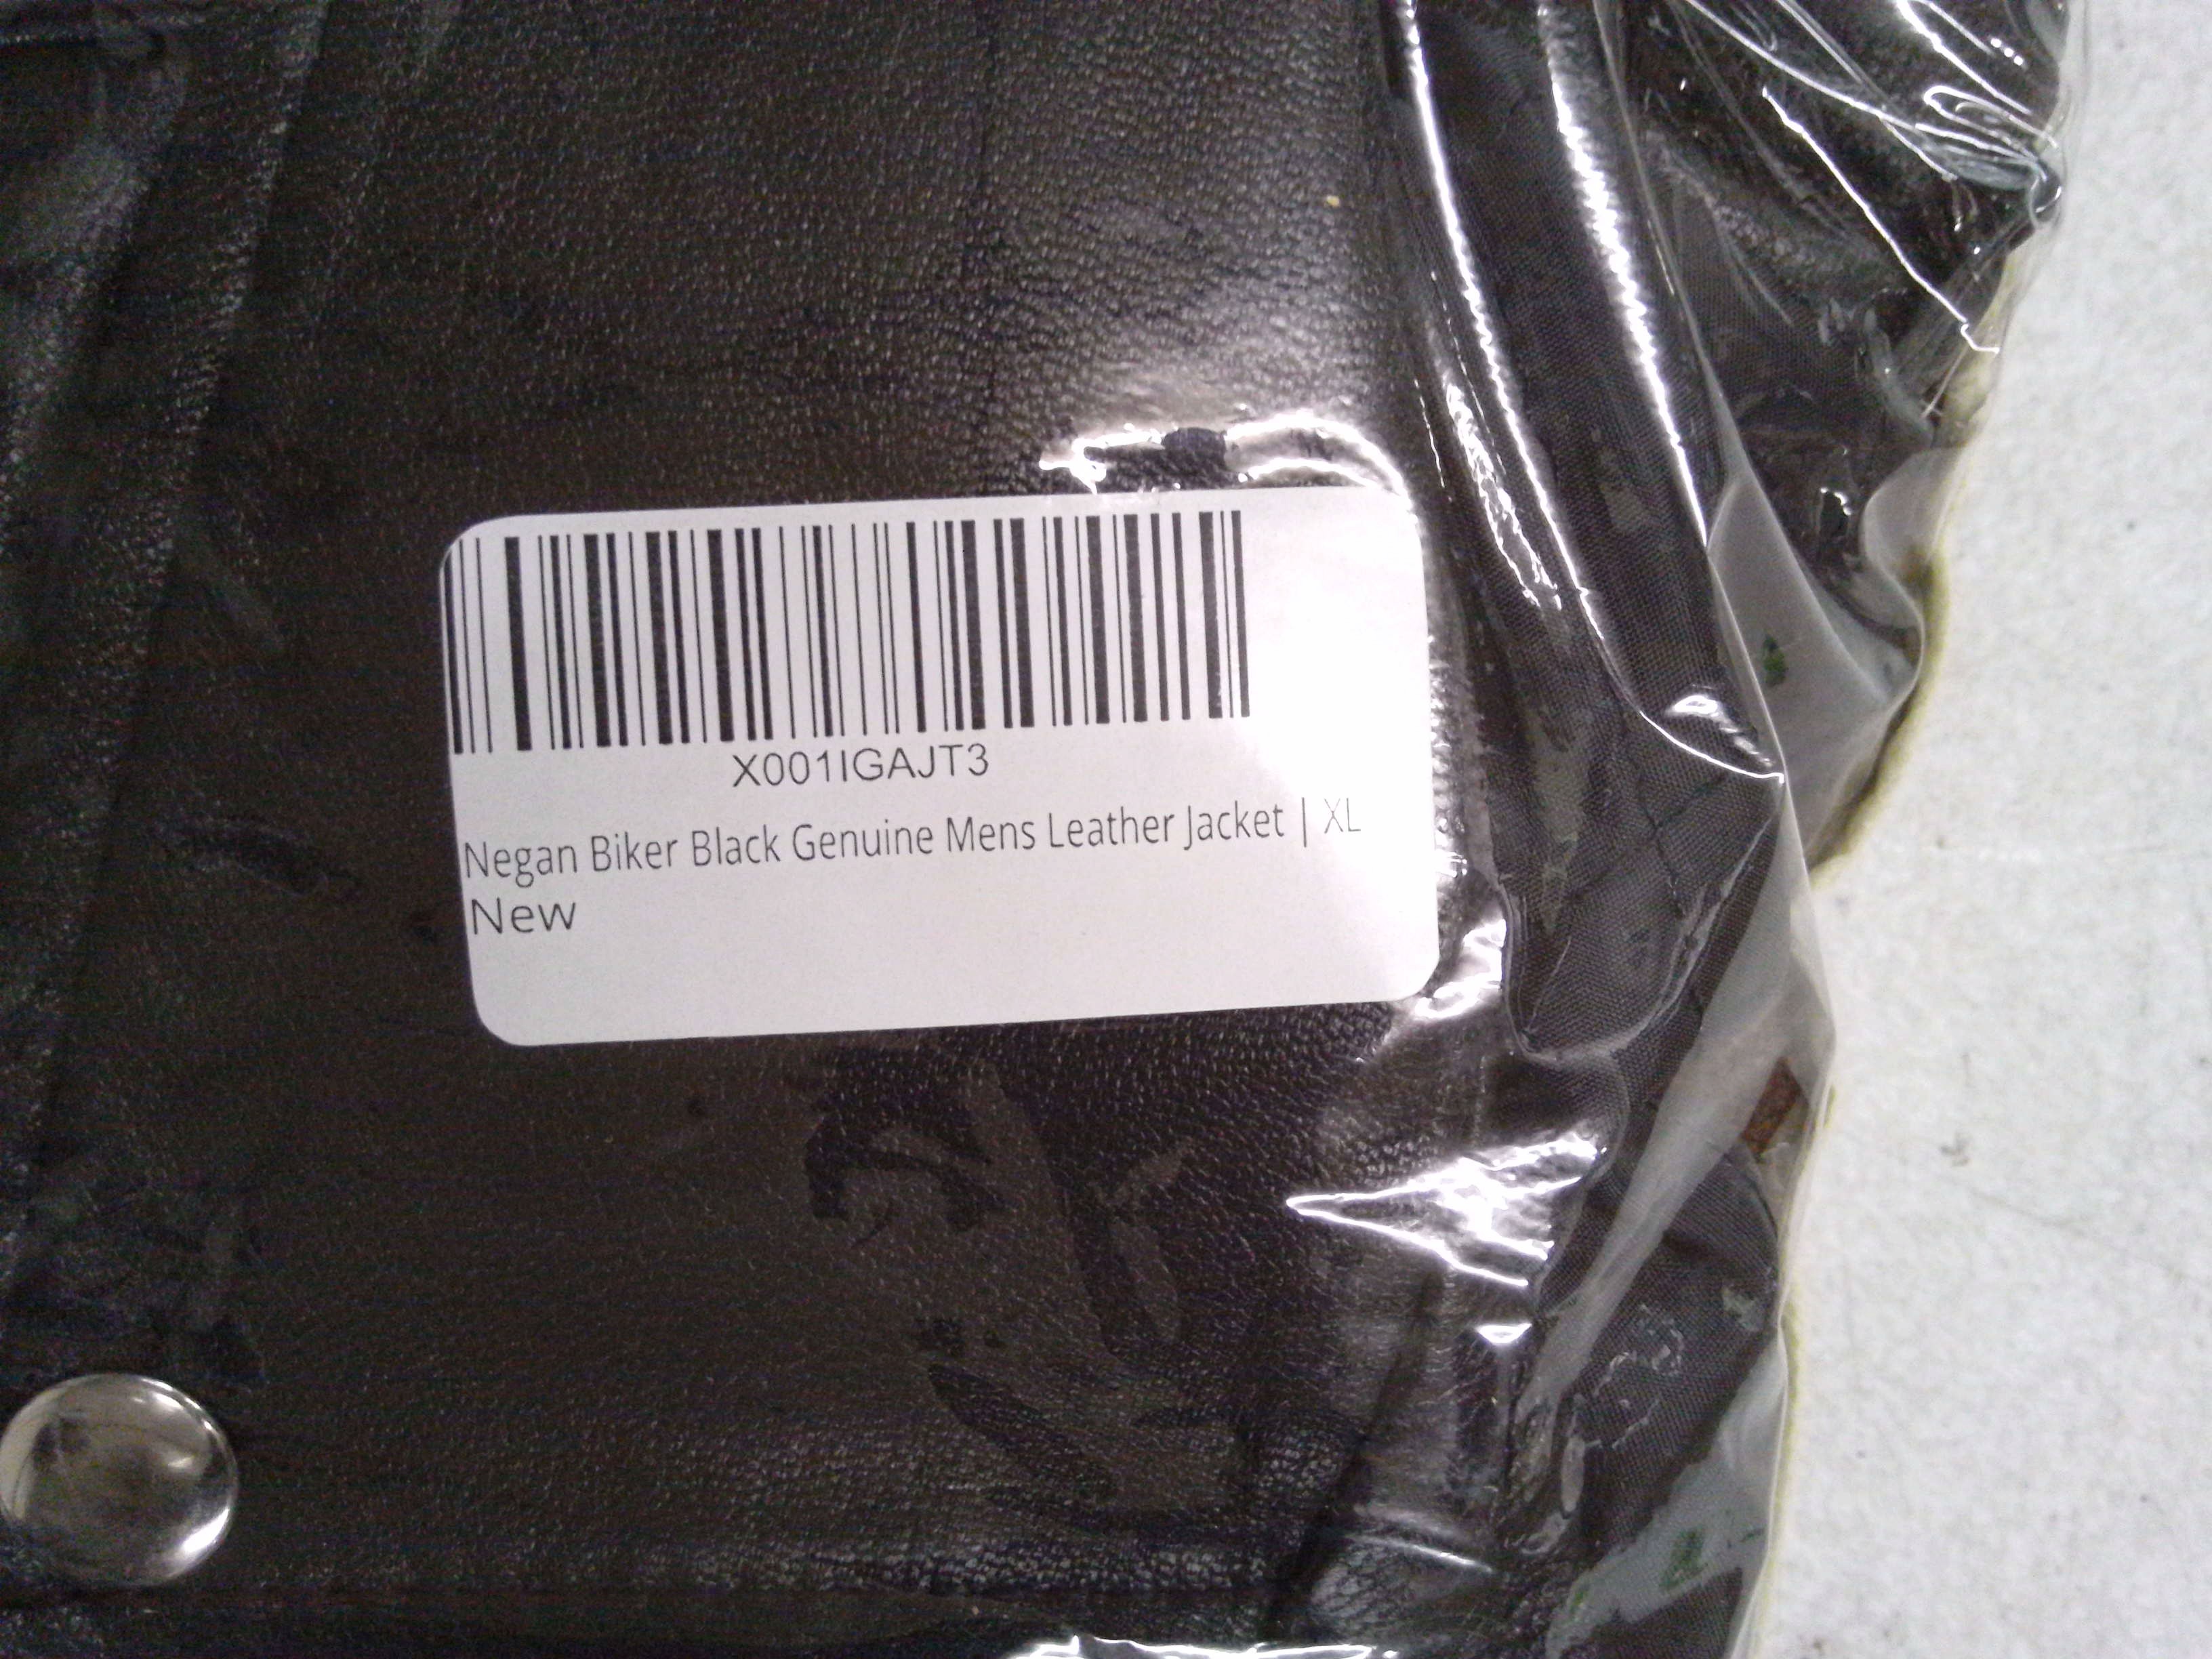 X001IGAJT3
Negan Biker Black Genuine Mens Leather Jacket | XL
New